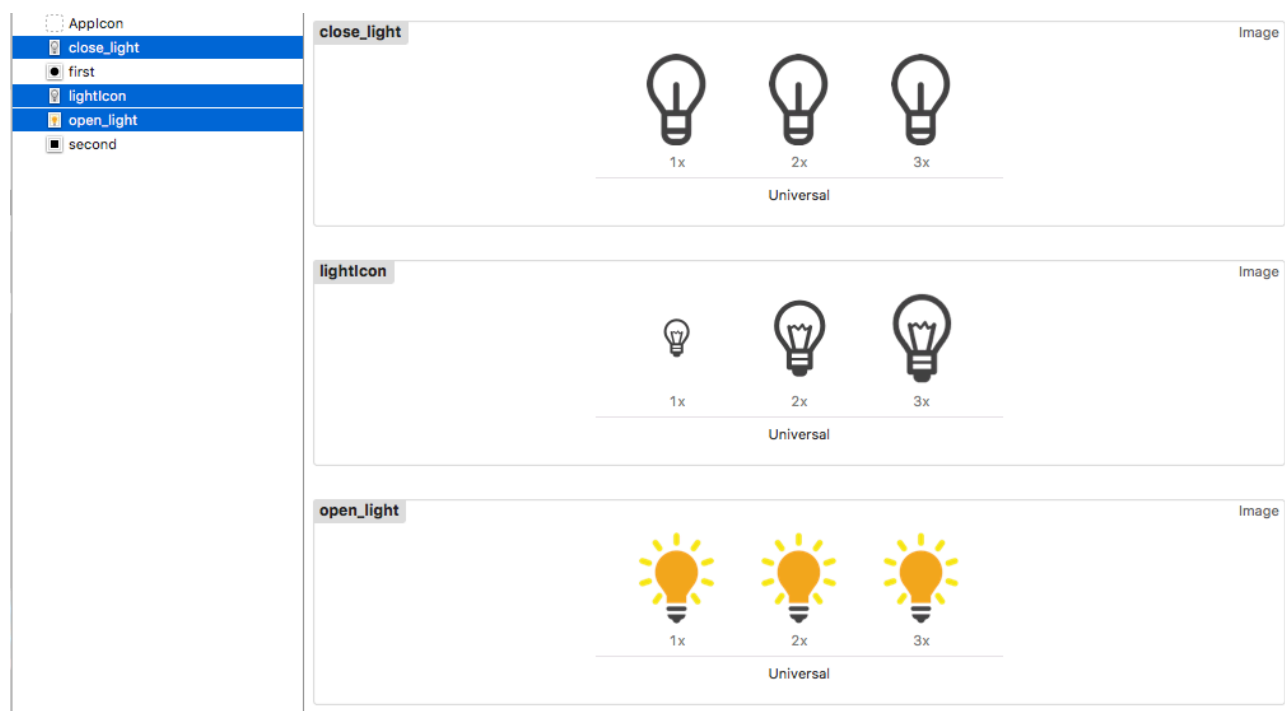 AppIcon
close_light
first
lightIcon
open_light
second
close_light
Image
1x 2x 3x
Universal
lightIcon
Image
1x 2x 3x
Universal
open_light
Image
1x 2x 3x
Universal